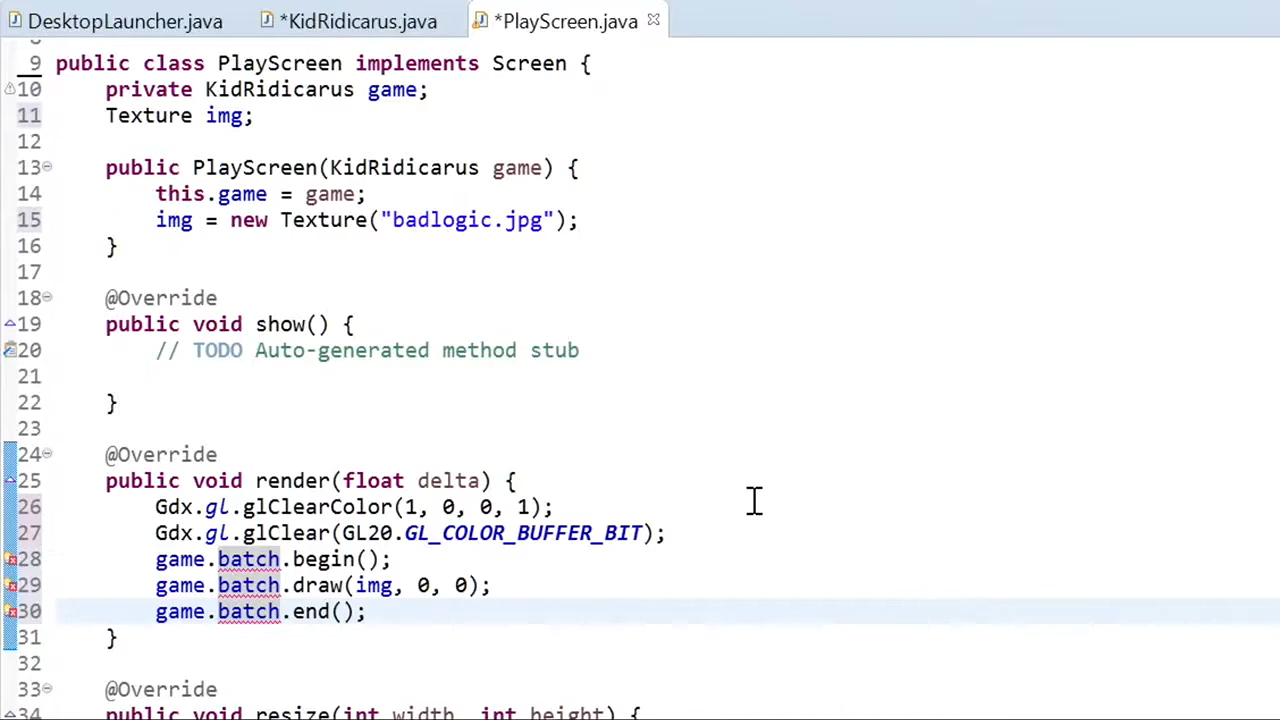 DesktopLauncher.java *KidRidicarus.java *PlayScreen.java
8
9 public class PlayScreen implements Screen {
10 private KidRidicarus game;
11 Texture img;
12
13 public PlayScreen(KidRidicarus game) {
14 this.game = game;
15 img = new Texture("badlogic.jpg");
16 }
17
18 @Override
19 public void show() {
20 // TODO Auto-generated method stub
21
22 }
23
24 @Override
25 public void render(float delta) {
26 Gdx.gl.glClearColor(1, 0, 0, 1);
27 Gdx.gl.glClear(GL20.GL_COLOR_BUFFER_BIT);
28 game.batch.begin();
29 game.batch.draw(img, 0, 0);
30 game.batch.end();
31 }
32
33 @Override
34 public void resize(int width, int height) {